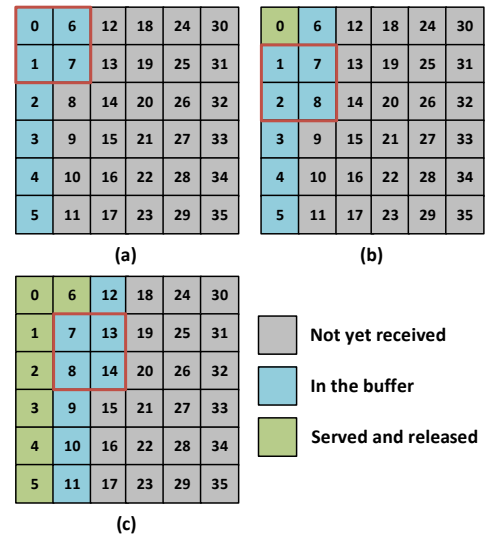 0 6 12 18 24 30
1 7 13 19 25 31
2 8 14 20 26 32
3 9 15 21 27 33
4 10 16 22 28 34
5 11 17 23 29 35
(a)
0 6 12 18 24 30
1 7 13 19 25 31
2 8 14 20 26 32
3 9 15 21 27 33
4 10 16 22 28 34
5 11 17 23 29 35
(b)
0 6 12 18 24 30
1 7 13 19 25 31
2 8 14 20 26 32
3 9 15 21 27 33
4 10 16 22 28 34
5 11 17 23 29 35
(c)
Not yet received
In the buffer
Served and released